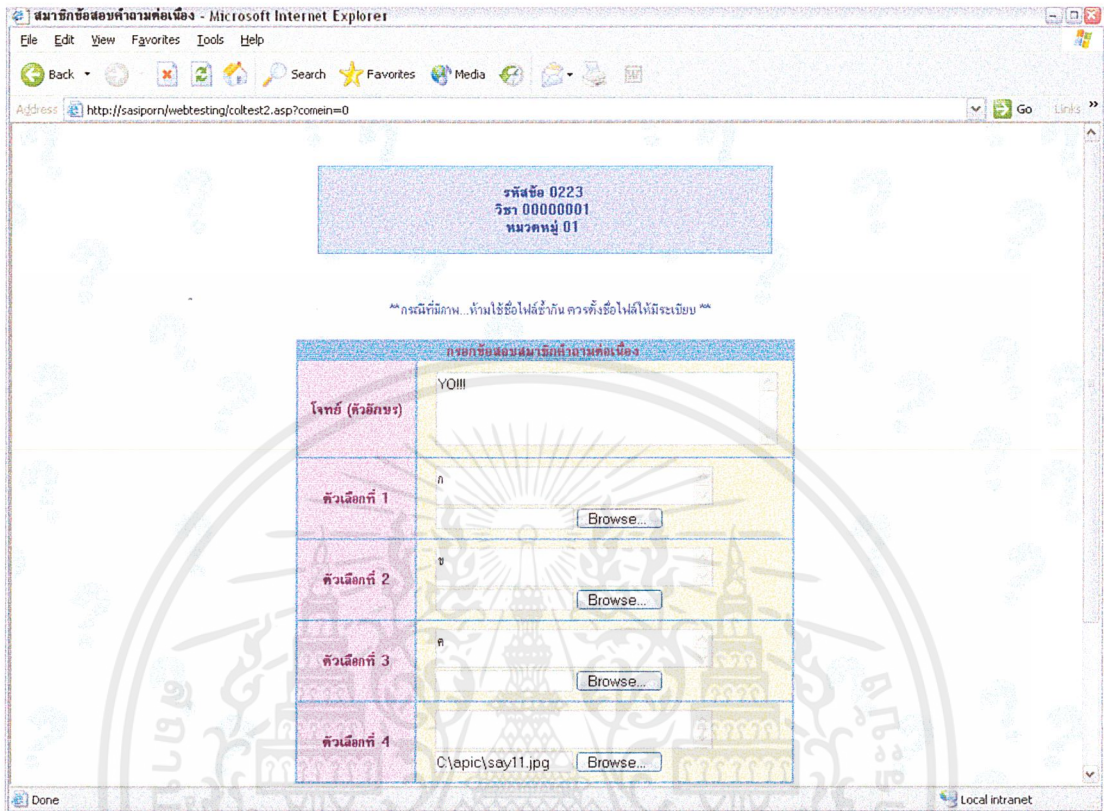 สมาชิกข้อสอบคำถามต่อเนื่อง - Microsoft Internet Explorer
File Edit View Favorites Tools Help
Back Search Favorites Media
Address http://sasiporn/webtesting/coltest2.asp?comein=0 Go Links »
รหัสข้อ 0223
วิชา 00000001
หมวดหมู่ 01
**กรณีที่มีภาพ...ห้ามใช้ชื่อไฟล์ซ้ำกัน ควรตั้งชื่อไฟล์ให้มีระเบียบ **
กรอกข้อสอบสมาชิกคำถามต่อเนื่อง
โจทย์ (ตัวอักษร)
YO!!!
ตัวเลือกที่ 1
ก
Browse...
ตัวเลือกที่ 2
ข
Browse...
ตัวเลือกที่ 3
ค
Browse...
ตัวเลือกที่ 4
C:\apic\say11.jpg Browse...
Done
Local intranet